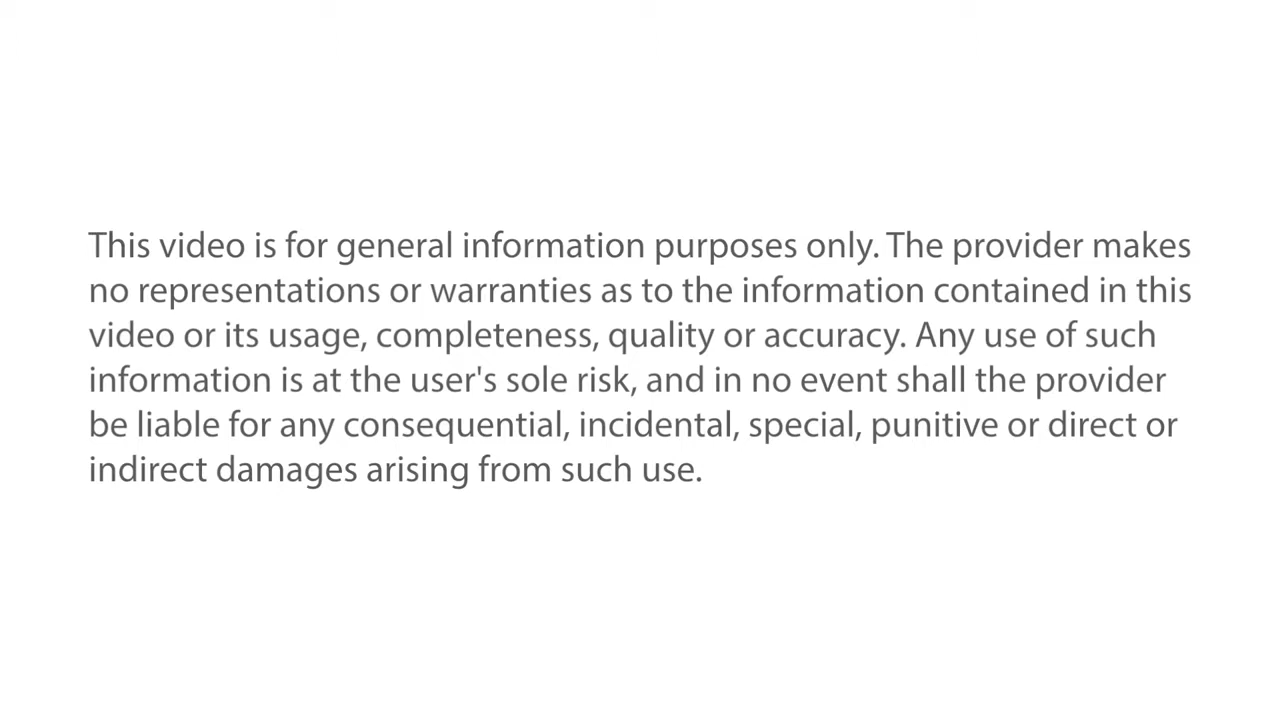 This video is for general information purposes only. The provider makes
no representations or warranties as to the information contained in this
video or its usage, completeness, quality or accuracy. Any use of such
information is at the user's sole risk, and in no event shall the provider
be liable for any consequential, incidental, special, punitive or direct or
indirect damages arising from such use.